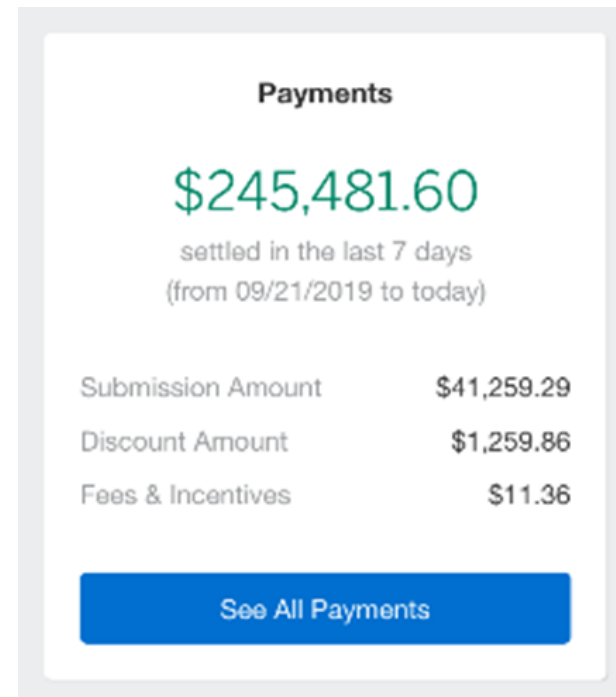 Payments
$245,481.60
settled in the last 7 days
(from 09/21/2019 to today)
Submission Amount $41,259.29
Discount Amount $1,259.86
Fees & Incentives $11.36
See All Payments